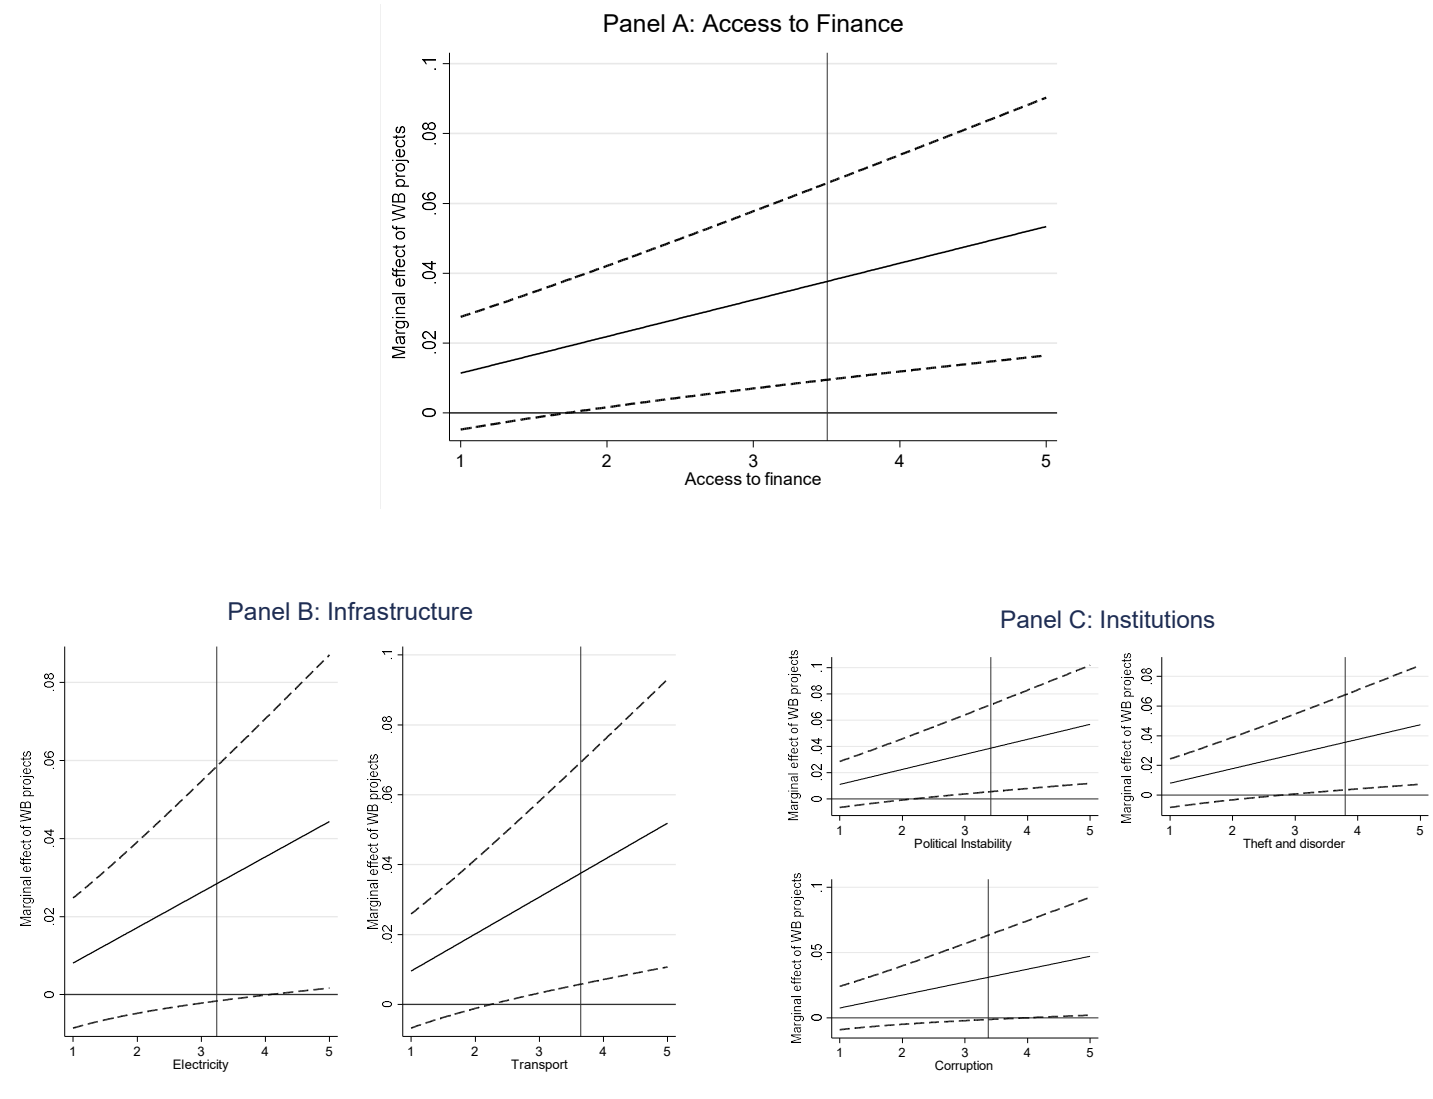 Panel A: Access to Finance
Marginal effect of WB projects
.1
.08
.06
.04
.02
0
1 2 3 4 5
Access to finance
Panel B: Infrastructure
Marginal effect of WB projects
.08
.06
.04
.02
0
1 2 3 4 5
Electricity
Marginal effect of WB projects
.1
.08
.06
.04
.02
0
1 2 3 4 5
Transport
Panel C: Institutions
Marginal effect of WB projects
.1
.08
.06
.04
.02
0
1 2 3 4 5
Political Instability
Marginal effect of WB projects
.08
.06
.04
.02
0
1 2 3 4 5
Theft and disorder
Marginal effect of WB projects
.1
.05
0
1 2 3 4 5
Corruption